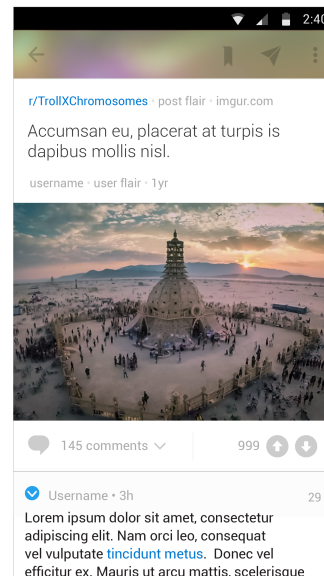 2:40
r/TrollXChromosomes · post flair · imgur.com
Accumsan eu, placerat at turpis is
dapibus mollis nisl.
username · user flair · 1yr
145 comments
999
Username • 3h
29
Lorem ipsum dolor sit amet, consectetur
adipiscing elit. Nam orci leo, consequat
vel vulputate tincidunt metus. Donec vel
efficitur ex. Mauris ut arcu mattis, scelerisque